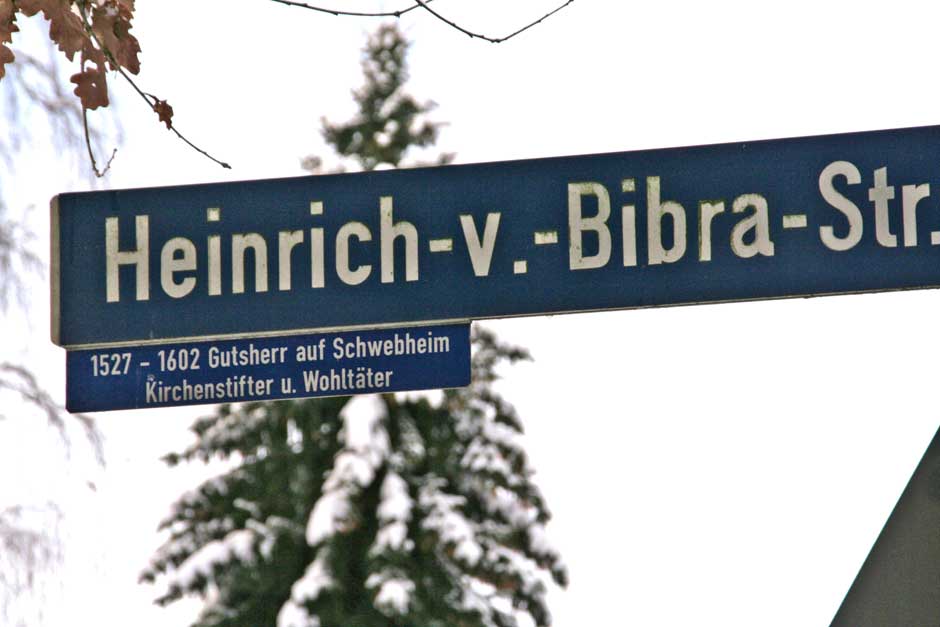 Heinrich-v.-Bibra-Str.
1527 - 1602 Gutsherr auf Schwebheim
Kirchenstifter u. Wohltäter